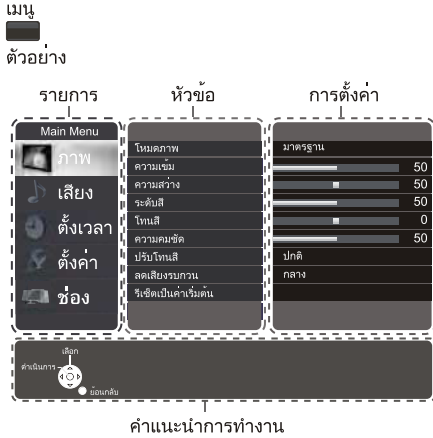 เมนู
ตัวอย่าง
รายการ
หัวข้อ
การตั้งค่า
Main Menu
ภาพ
เสียง
ตั้งเวลา
ตั้งค่า
ช่อง
โหมดภาพ
มาตรฐาน
ความเข้ม
50
ความสว่าง
50
ระดับสี
50
โทนสี
0
ความคมชัด
50
ปรับโทนสี
ปกติ
ลดเสียงรบกวน
กลาง
รีเซ็ตเป็นค่าเริ่มต้น
เลือก
ดำเนินการ
ย้อนกลับ
คำแนะนำการทำงาน